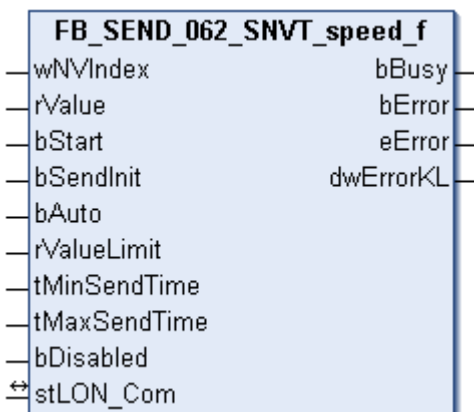 FB_SEND_062_SNVT_speed_f
wNVIndex bBusy
rValue bError
bStart eError
bSendInit dwErrorKL
bAuto
rValueLimit
tMinSendTime
tMaxSendTime
bDisabled
stLON_Com